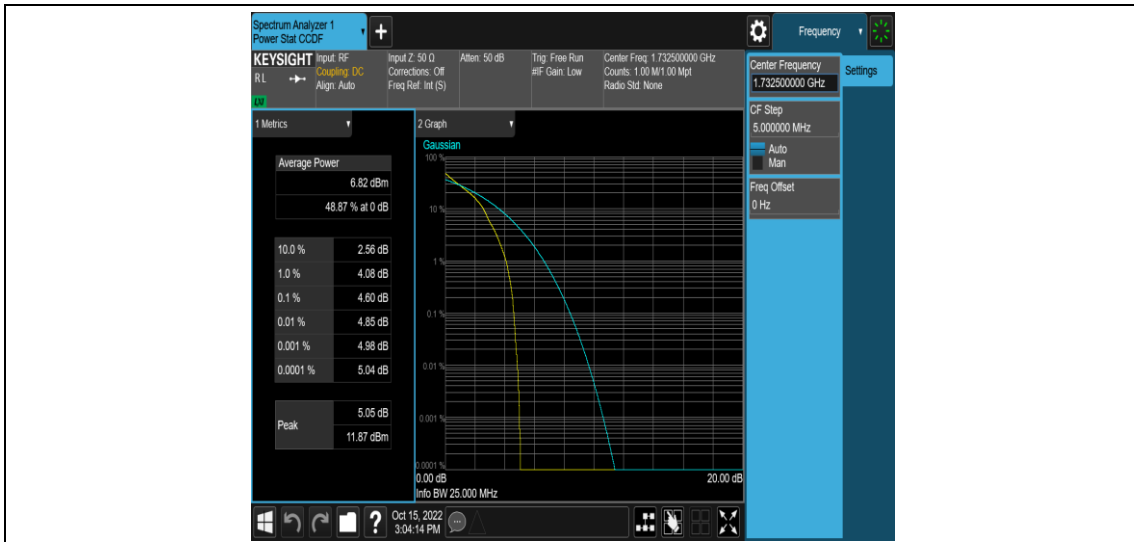 Spectrum Analyzer 1
Power Stat CCDF
Frequency
KEYSIGHT
RL
LM
Input: RF
Coupling: DC
Align: Auto
Input Z: 50 Ω
Corrections: Off
Freq Ref: Int (S)
Atten: 50 dB
Trig: Free Run
#IF Gain: Low
Center Freq: 1.732500000 GHz
Counts: 1.00 M/1.00 Mpt
Radio Std: None
Center Frequency
1.732500000 GHz
Settings
CF Step
5.000000 MHz
Auto
Man
Freq Offset
0 Hz
1 Metrics
Average Power
6.82 dBm
48.87 % at 0 dB
10.0 % 2.56 dB
1.0 % 4.08 dB
0.1 % 4.60 dB
0.01 % 4.85 dB
0.001 % 4.98 dB
0.0001 % 5.04 dB
Peak
5.05 dB
11.87 dBm
2 Graph
Gaussian
100 %
10 %
1 %
0.1 %
0.01 %
0.001 %
0.0001 %
0.00 dB 20.00 dB
Info BW 25.000 MHz
?
Oct 15, 2022
3:04:14 PM